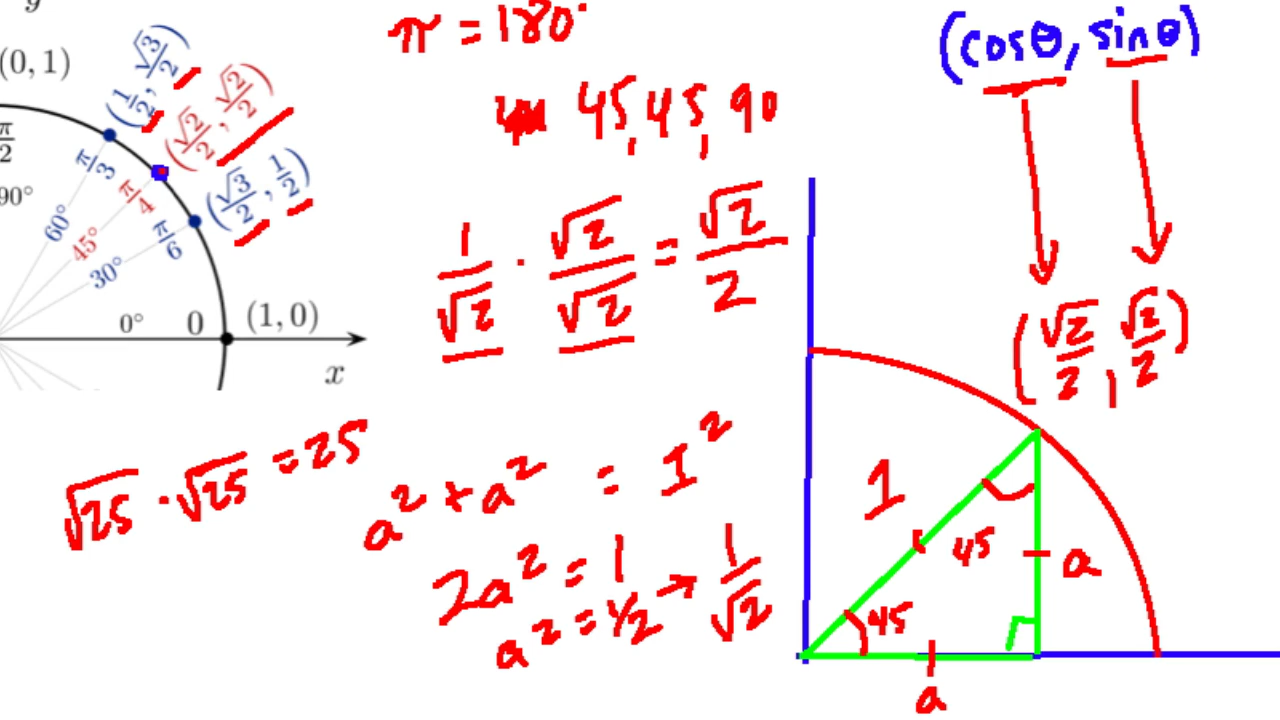 y
(0, 1)
π/2
90°
(1/2, √3/2)
(√2/2, √2/2)
(√3/2, 1/2)
π/3
π/4
π/6
60°
45°
30°
0°
0
(1, 0)
x
π = 180°
45, 45, 90
1/√2 · √2/√2 = √2/2
√25 · √25 = 25
a² + a² = 1²
2a² = 1
a² = 1/2 → 1/√2
(cosθ, sinθ)
(√2/2, √2/2)
1
45
a
45
a